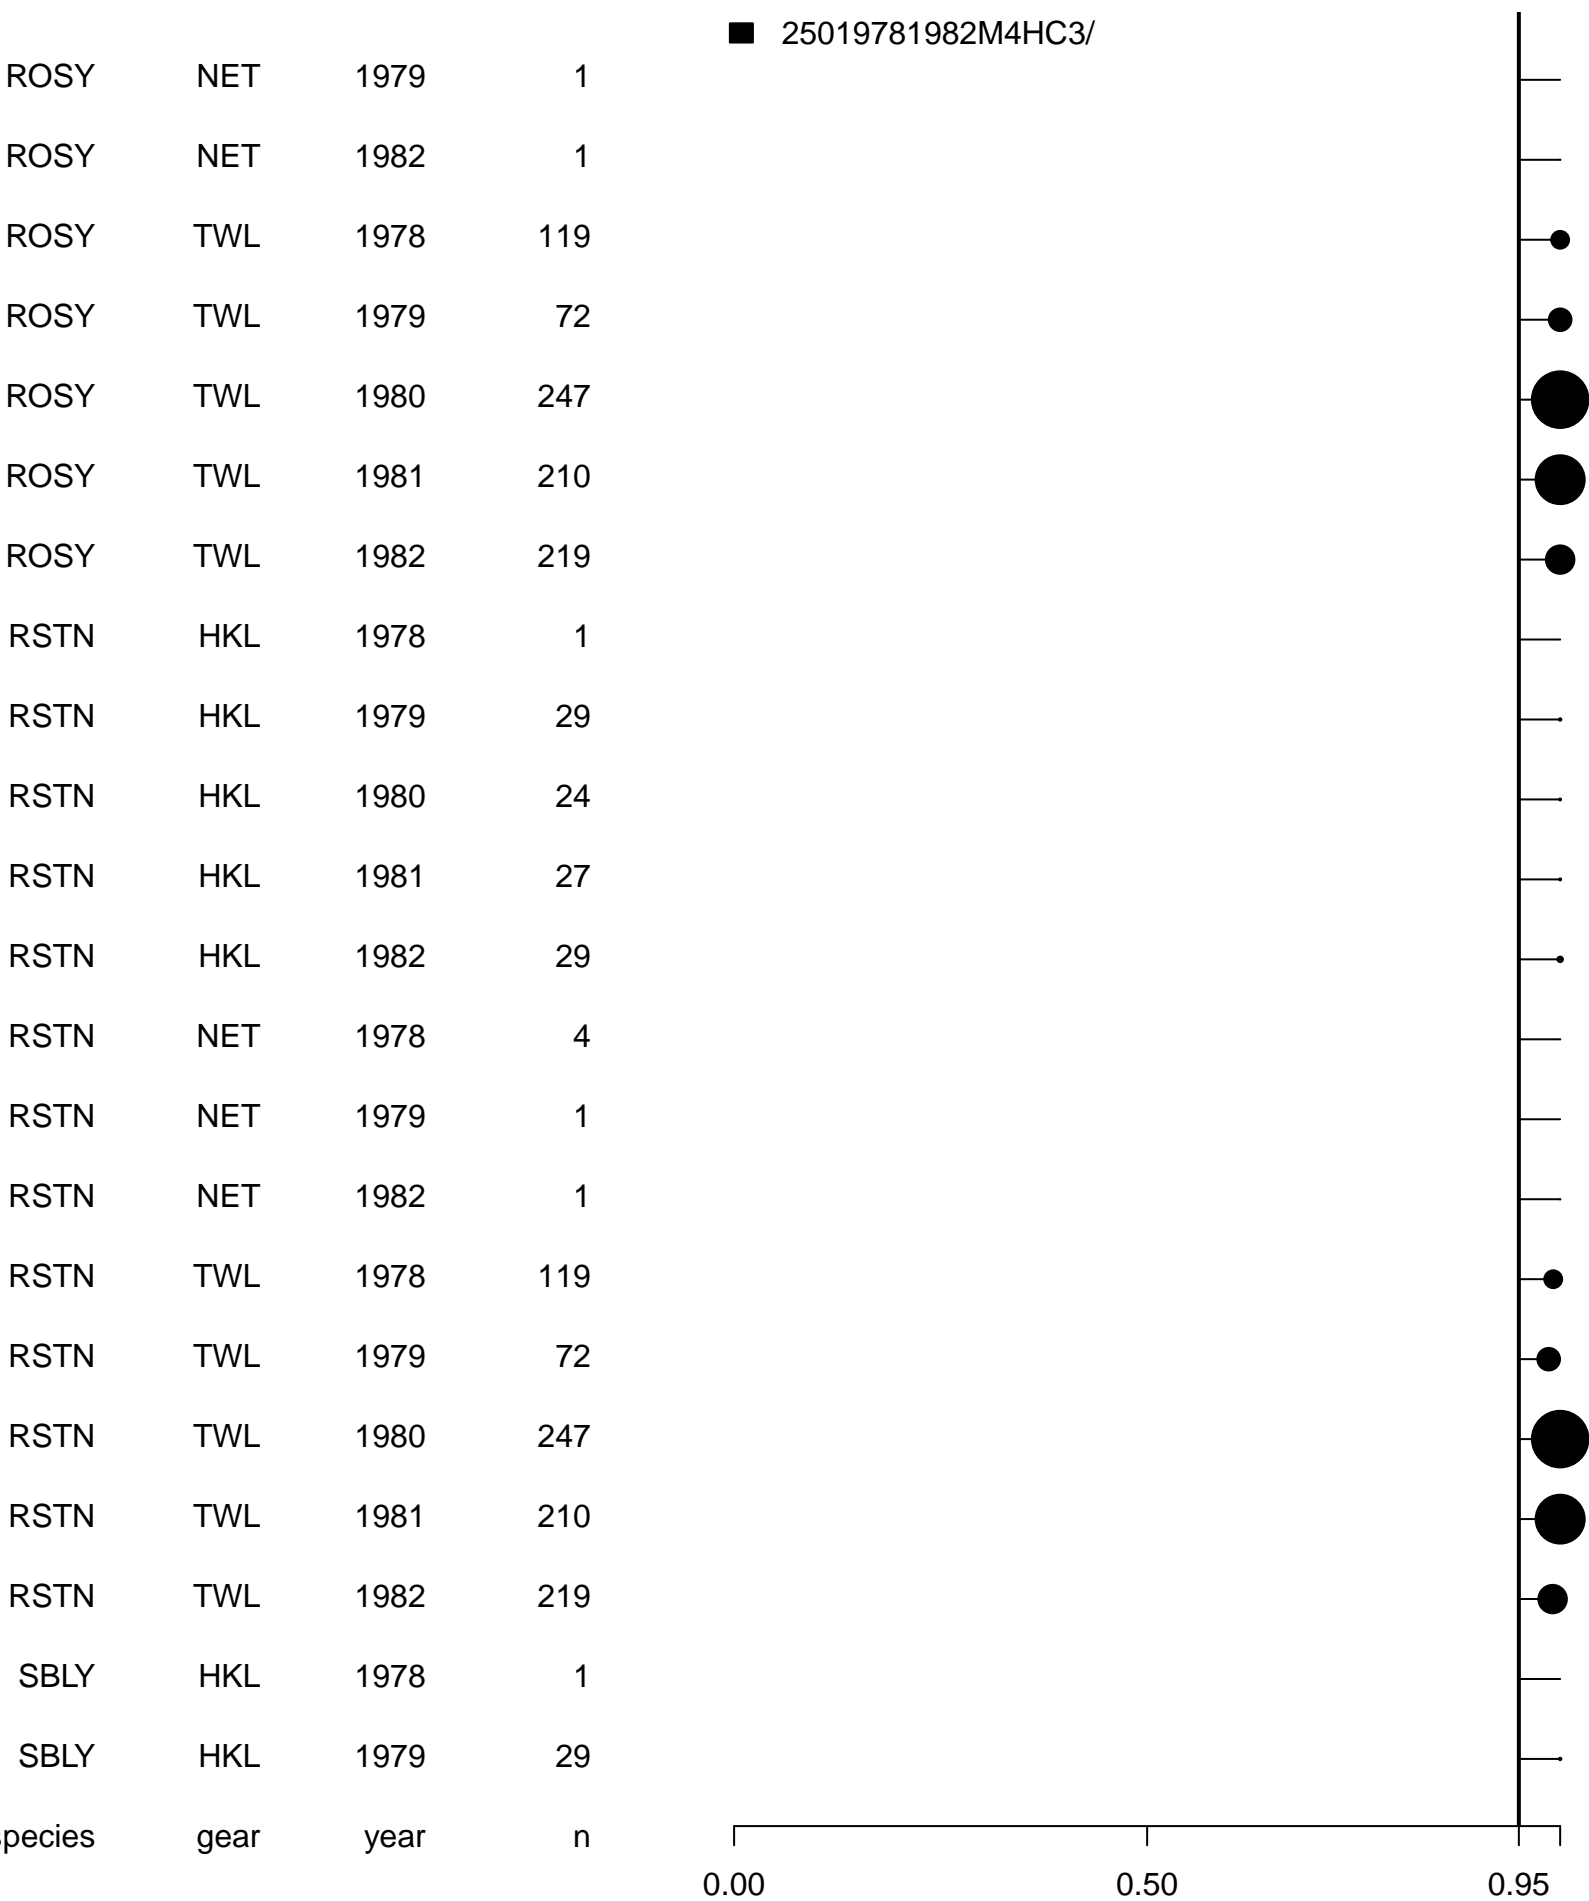 25019781982M4HC3/
ROSY NET 1979 1
ROSY NET 1982 1
ROSY TWL 1978 119
ROSY TWL 1979 72
ROSY TWL 1980 247
ROSY TWL 1981 210
ROSY TWL 1982 219
RSTN HKL 1978 1
RSTN HKL 1979 29
RSTN HKL 1980 24
RSTN HKL 1981 27
RSTN HKL 1982 29
RSTN NET 1978 4
RSTN NET 1979 1
RSTN NET 1982 1
RSTN TWL 1978 119
RSTN TWL 1979 72
RSTN TWL 1980 247
RSTN TWL 1981 210
RSTN TWL 1982 219
SBLY HKL 1978 1
SBLY HKL 1979 29
species gear year n
0.00 0.50 0.95